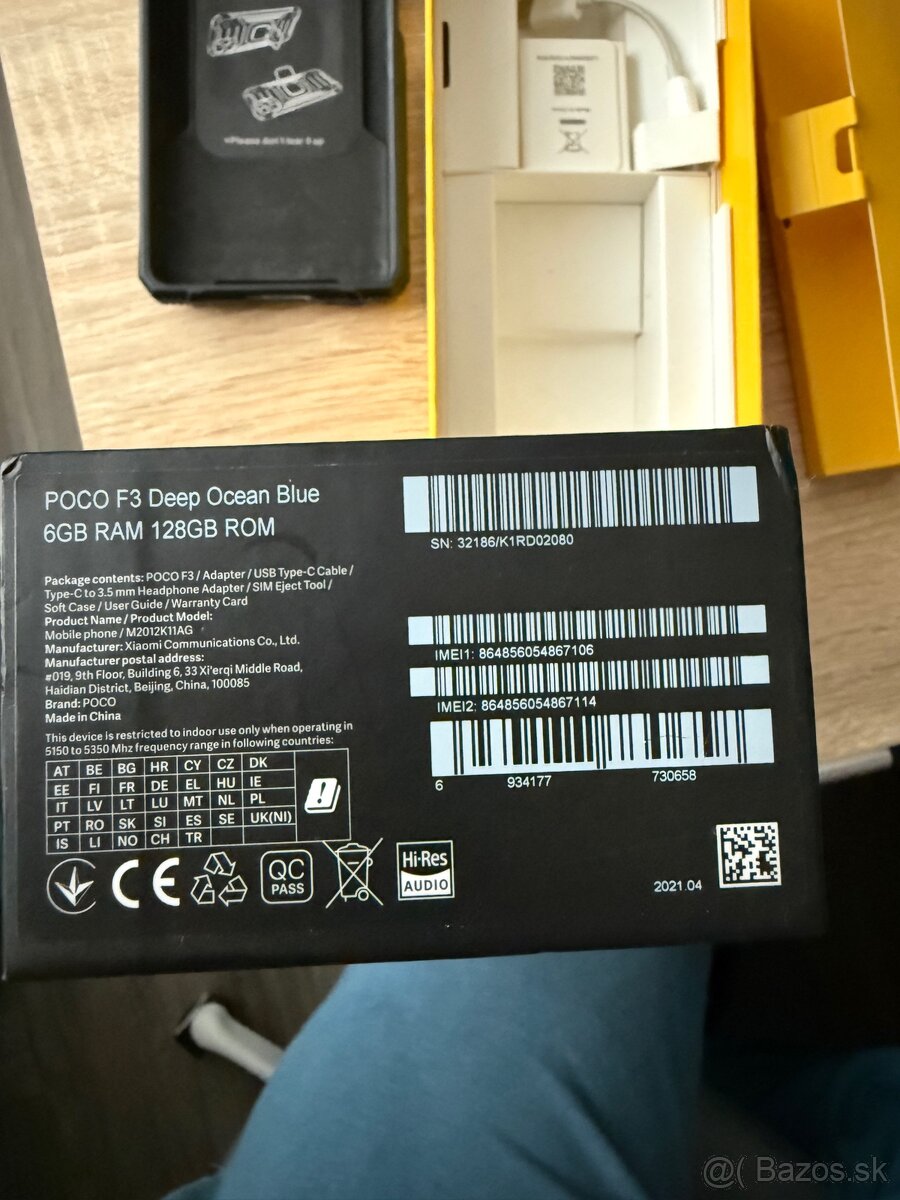 *Please don't tear it up
POCO F3 Deep Ocean Blue
6GB RAM 128GB ROM
Package contents: POCO F3 / Adapter / USB Type-C Cable /
Type-C to 3.5 mm Headphone Adapter / SIM Eject Tool /
Soft Case / User Guide / Warranty Card
Product Name / Product Model:
Mobile phone / M2012K11AG
Manufacturer: Xiaomi Communications Co., Ltd.
Manufacturer postal address:
#019, 9th Floor, Building 6, 33 Xi'erqi Middle Road,
Haidian District, Beijing, China, 100085
Brand: POCO
Made in China
This device is restricted to indoor use only when operating in
5150 to 5350 Mhz frequency range in following countries:
AT BE BG HR CY CZ DK
EE FI FR DE EL HU IE
IT LV LT LU MT NL PL
PT RO SK SI ES SE UK(NI)
IS LI NO CH TR
SN: 32186/K1RD02080
IMEI1: 864856054867106
IMEI2: 864856054867114
6 934177 730658
CE
QC
PASS
Hi-Res
AUDIO
2021.04
@( Bazos.sk